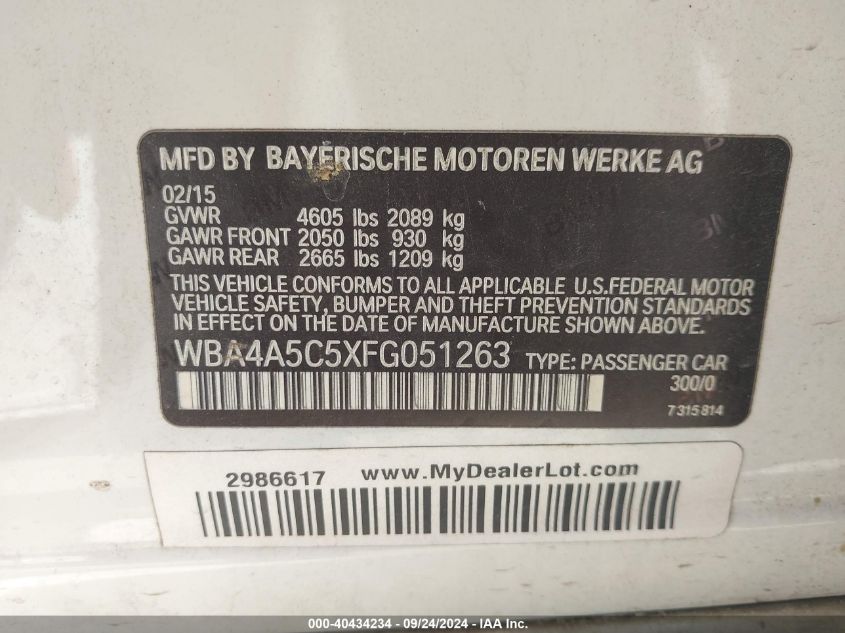 MFD BY BAYERISCHE MOTOREN WERKE AG
02/15
GVWR 4605 lbs 2089 kg
GAWR FRONT 2050 lbs 930 kg
GAWR REAR 2665 lbs 1209 kg
THIS VEHICLE CONFORMS TO ALL APPLICABLE U.S.FEDERAL MOTOR
VEHICLE SAFETY, BUMPER AND THEFT PREVENTION STANDARDS
IN EFFECT ON THE DATE OF MANUFACTURE SHOWN ABOVE.
WBA4A5C5XFG051263 TYPE: PASSENGER CAR
300/0
7315814
2986617 www.MyDealerLot.com
000-40434234 - 09/24/2024 - IAA Inc.